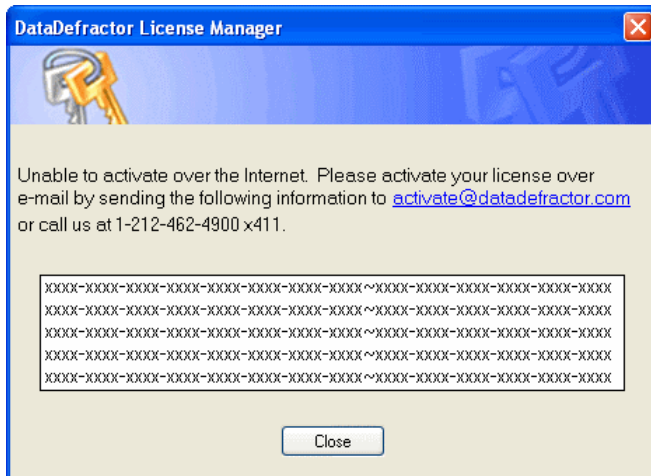 DataDefractor License Manager
Unable to activate over the Internet. Please activate your license over
e-mail by sending the following information to activate@datadefractor.com
or call us at 1-212-462-4900 x411.
xxxx-xxxx-xxxx-xxxx-xxxx-xxxx-xxxx-xxxx~xxxx-xxxx-xxxx-xxxx-xxxx-xxxx
xxxx-xxxx-xxxx-xxxx-xxxx-xxxx-xxxx-xxxx~xxxx-xxxx-xxxx-xxxx-xxxx-xxxx
xxxx-xxxx-xxxx-xxxx-xxxx-xxxx-xxxx-xxxx~xxxx-xxxx-xxxx-xxxx-xxxx-xxxx
xxxx-xxxx-xxxx-xxxx-xxxx-xxxx-xxxx-xxxx~xxxx-xxxx-xxxx-xxxx-xxxx-xxxx
xxxx-xxxx-xxxx-xxxx-xxxx-xxxx-xxxx-xxxx~xxxx-xxxx-xxxx-xxxx-xxxx-xxxx
Close